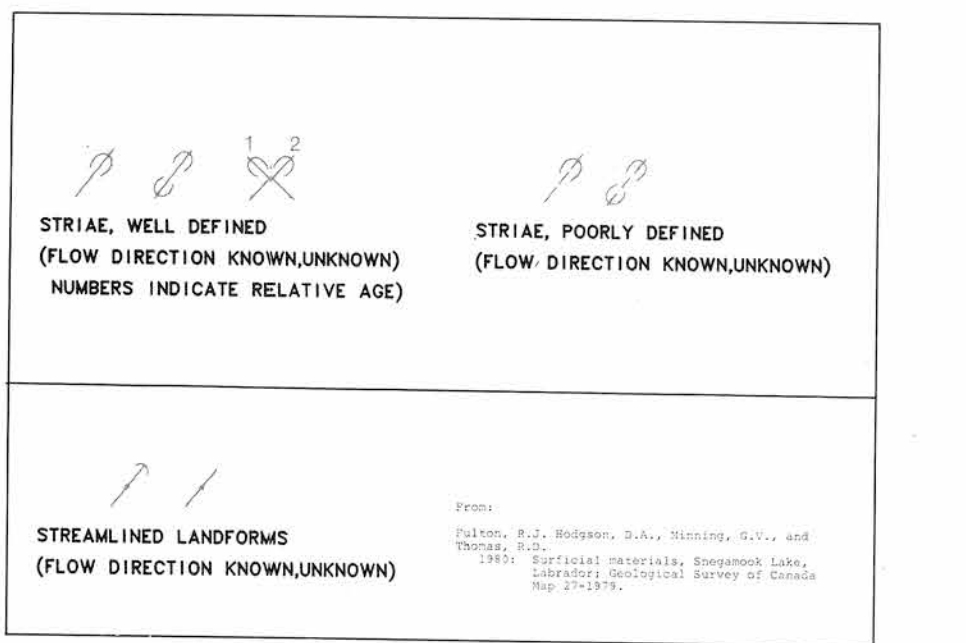 1 2
STRIAE, WELL DEFINED
(FLOW DIRECTION KNOWN,UNKNOWN)
NUMBERS INDICATE RELATIVE AGE)
STRIAE, POORLY DEFINED
(FLOW DIRECTION KNOWN,UNKNOWN)
STREAMLINED LANDFORMS
(FLOW DIRECTION KNOWN,UNKNOWN)
From:
Fulton, R.J. Hodgson, D.A., Minning, G.V., and
Thomas, R.D.
1980: Surficial materials, Snegamook Lake,
Labrador; Geological Survey of Canada
Map 27-1979.